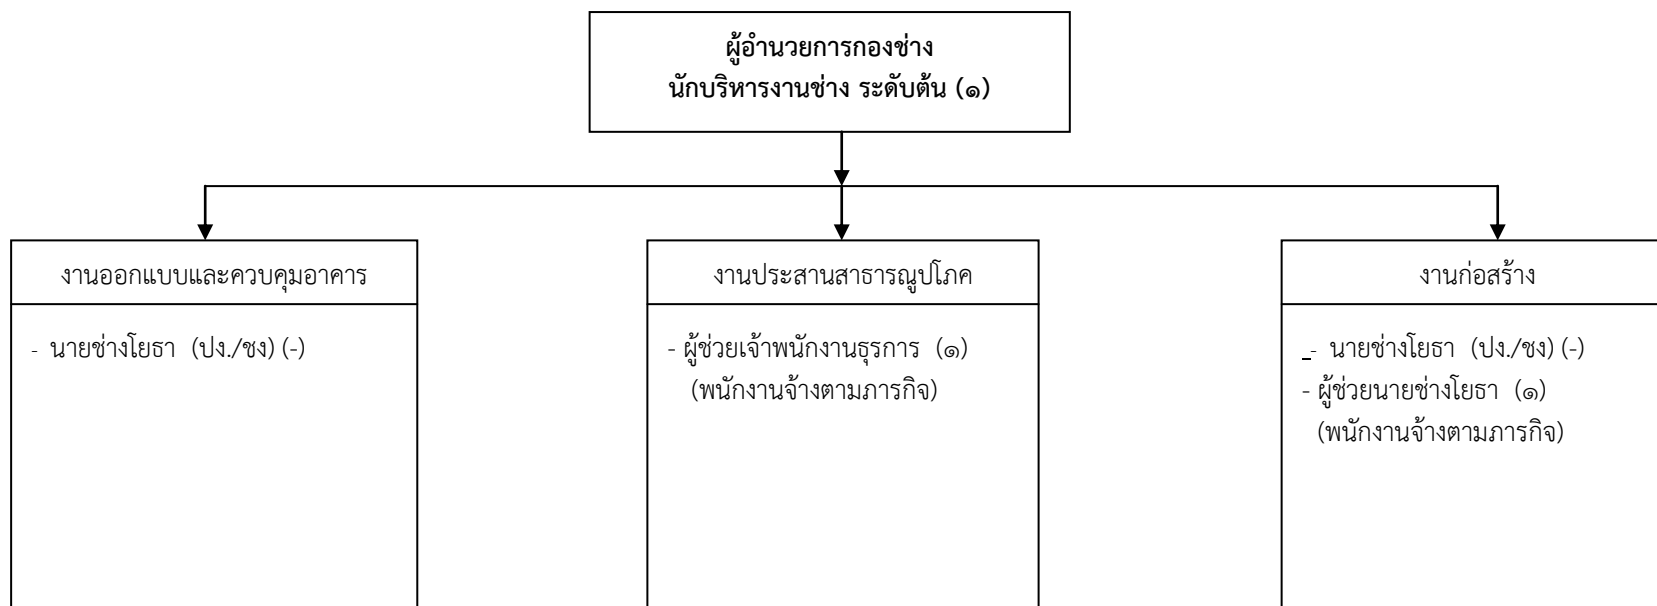 ผู้อำนวยการกองช่าง
นักบริหารงานช่าง ระดับต้น (๑)
งานออกแบบและควบคุมอาคาร
- นายช่างโยธา (ปง./ชง) (-)
งานประสานสาธารณูปโภค
- ผู้ช่วยเจ้าพนักงานธุรการ (๑)
(พนักงานจ้างตามภารกิจ)
งานก่อสร้าง
- นายช่างโยธา (ปง./ชง) (-)
- ผู้ช่วยนายช่างโยธา (๑)
(พนักงานจ้างตามภารกิจ)